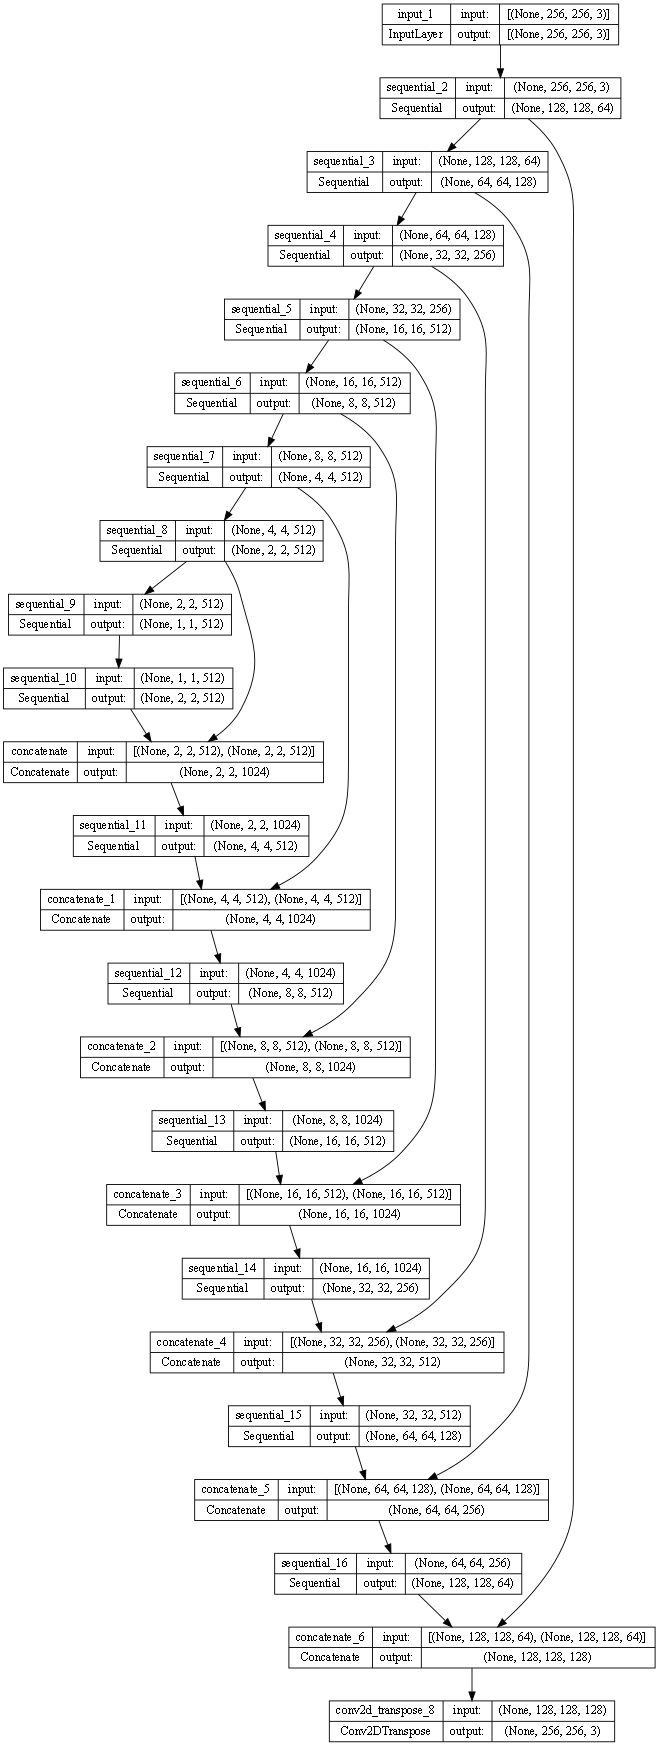 input_1 input: [(None, 256, 256, 3)]
InputLayer output: [(None, 256, 256, 3)]
sequential_2 input: (None, 256, 256, 3)
Sequential output: (None, 128, 128, 64)
sequential_3 input: (None, 128, 128, 64)
Sequential output: (None, 64, 64, 128)
sequential_4 input: (None, 64, 64, 128)
Sequential output: (None, 32, 32, 256)
sequential_5 input: (None, 32, 32, 256)
Sequential output: (None, 16, 16, 512)
sequential_6 input: (None, 16, 16, 512)
Sequential output: (None, 8, 8, 512)
sequential_7 input: (None, 8, 8, 512)
Sequential output: (None, 4, 4, 512)
sequential_8 input: (None, 4, 4, 512)
Sequential output: (None, 2, 2, 512)
sequential_9 input: (None, 2, 2, 512)
Sequential output: (None, 1, 1, 512)
sequential_10 input: (None, 1, 1, 512)
Sequential output: (None, 2, 2, 512)
concatenate input: [(None, 2, 2, 512), (None, 2, 2, 512)]
Concatenate output: (None, 2, 2, 1024)
sequential_11 input: (None, 2, 2, 1024)
Sequential output: (None, 4, 4, 512)
concatenate_1 input: [(None, 4, 4, 512), (None, 4, 4, 512)]
Concatenate output: (None, 4, 4, 1024)
sequential_12 input: (None, 4, 4, 1024)
Sequential output: (None, 8, 8, 512)
concatenate_2 input: [(None, 8, 8, 512), (None, 8, 8, 512)]
Concatenate output: (None, 8, 8, 1024)
sequential_13 input: (None, 8, 8, 1024)
Sequential output: (None, 16, 16, 512)
concatenate_3 input: [(None, 16, 16, 512), (None, 16, 16, 512)]
Concatenate output: (None, 16, 16, 1024)
sequential_14 input: (None, 16, 16, 1024)
Sequential output: (None, 32, 32, 256)
concatenate_4 input: [(None, 32, 32, 256), (None, 32, 32, 256)]
Concatenate output: (None, 32, 32, 512)
sequential_15 input: (None, 32, 32, 512)
Sequential output: (None, 64, 64, 128)
concatenate_5 input: [(None, 64, 64, 128), (None, 64, 64, 128)]
Concatenate output: (None, 64, 64, 256)
sequential_16 input: (None, 64, 64, 256)
Sequential output: (None, 128, 128, 64)
concatenate_6 input: [(None, 128, 128, 64), (None, 128, 128, 64)]
Concatenate output: (None, 128, 128, 128)
conv2d_transpose_8 input: (None, 128, 128, 128)
Conv2DTranspose output: (None, 256, 256, 3)